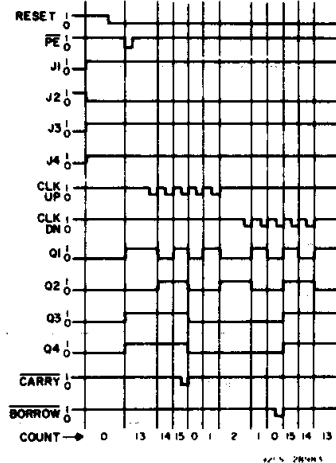 RESET 1 0
PE 1 0
J1 1 0
J2 1 0
J3 1 0
J4 1 0
CLK UP 1 0
CLK DN 1 0
Q1 1 0
Q2 1 0
Q3 1 0
Q4 1 0
CARRY 1 0
BORROW 1 0
COUNT → 0 13 14 15 0 1 2 1 0 15 14 13